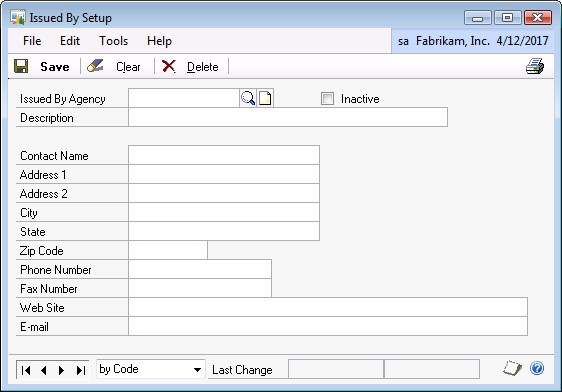 Issued By Setup
File Edit Tools Help sa Fabrikam, Inc. 4/12/2017
Save Clear Delete
Issued By Agency Inactive
Description
Contact Name
Address 1
Address 2
City
State
Zip Code
Phone Number
Fax Number
Web Site
E-mail
by Code Last Change